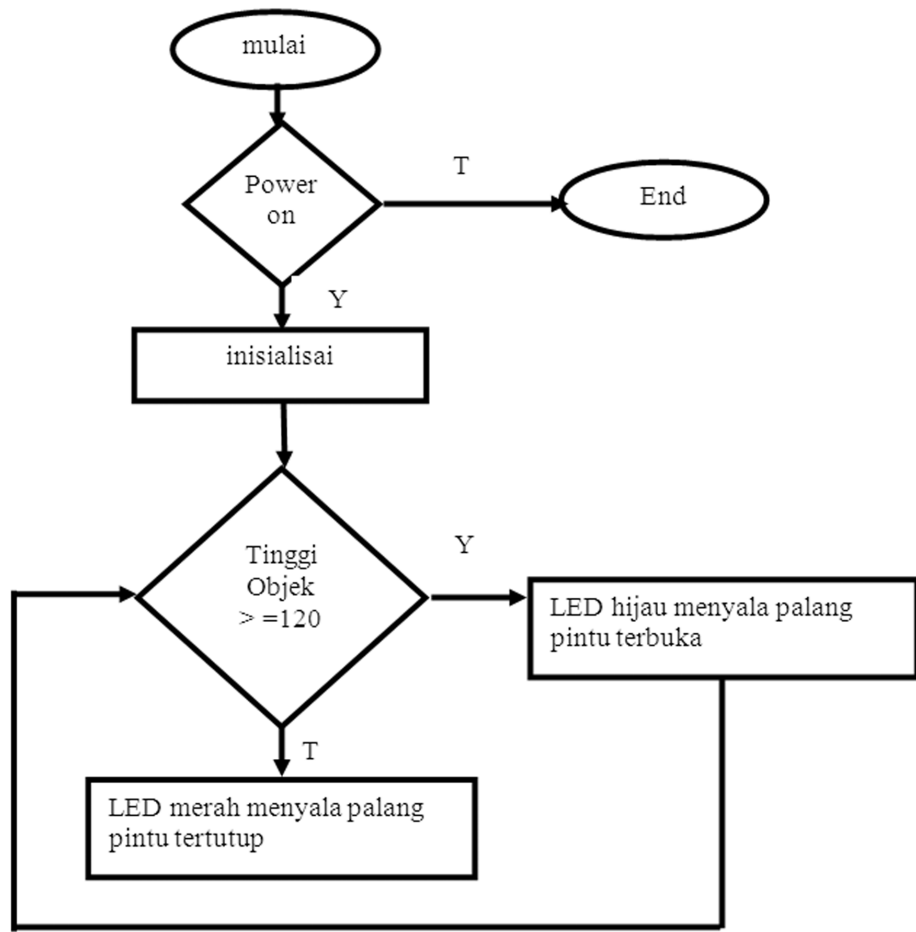 mulai
Power
on
T
End
Y
inisialisai
Tinggi
Objek
> =120
Y
LED hijau menyala palang
pintu terbuka
T
LED merah menyala palang
pintu tertutup